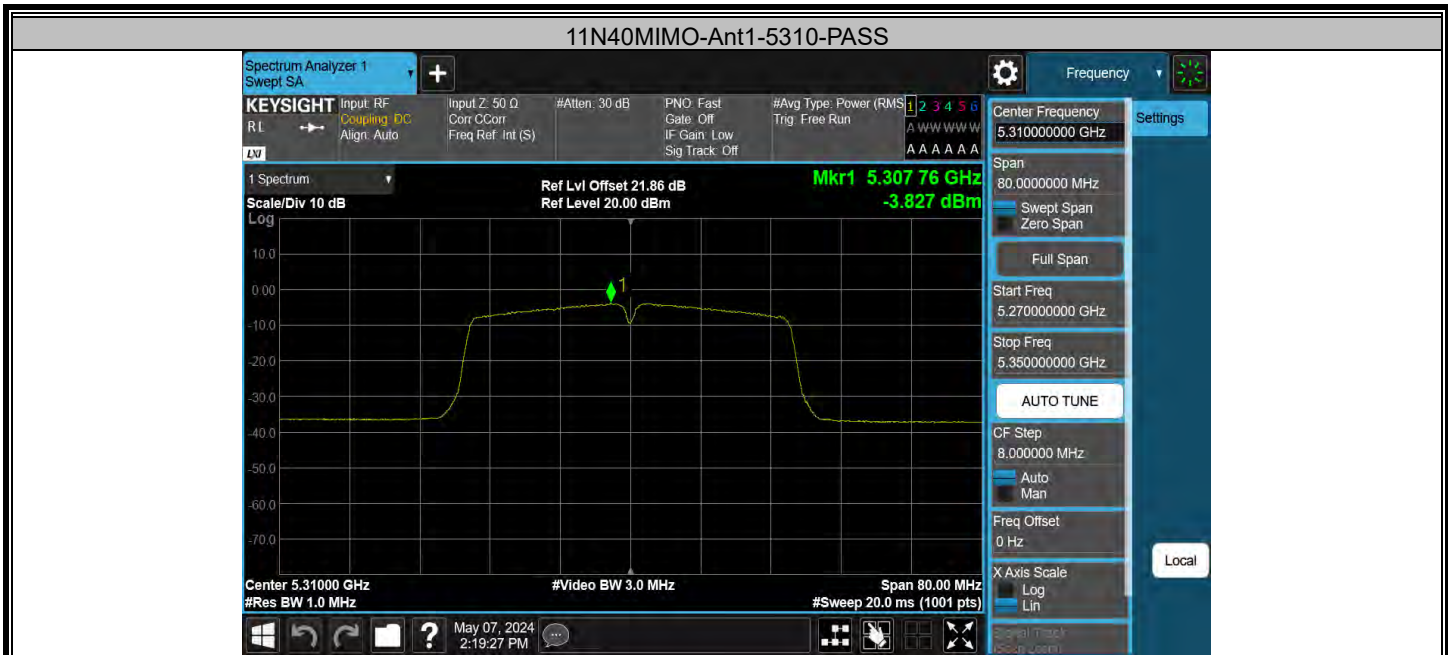 11N40MIMO-Ant1-5310-PASS
Spectrum Analyzer 1
Swept SA
+
Frequency
KEYSIGHT
RL
LXI
Input: RF
Coupling: DC
Align: Auto
Input Z: 50 Ω
Corr CCorr
Freq Ref: Int (S)
#Atten: 30 dB
PNO: Fast
Gate: Off
IF Gain: Low
Sig Track: Off
#Avg Type: Power (RMS
Trig: Free Run
1 2 3 4 5 6
A W W W W W
A A A A A A
1 Spectrum
Scale/Div 10 dB
Log
Ref Lvl Offset 21.86 dB
Ref Level 20.00 dBm
Mkr1 5.307 76 GHz
-3.827 dBm
10.0
0.00
-10.0
-20.0
-30.0
-40.0
-50.0
-60.0
-70.0
1
Center 5.31000 GHz
#Res BW 1.0 MHz
#Video BW 3.0 MHz
Span 80.00 MHz
#Sweep 20.0 ms (1001 pts)
Center Frequency
5.310000000 GHz
Settings
Span
80.0000000 MHz
Swept Span
Zero Span
Full Span
Start Freq
5.270000000 GHz
Stop Freq
5.350000000 GHz
AUTO TUNE
CF Step
8.000000 MHz
Auto
Man
Freq Offset
0 Hz
X Axis Scale
Log
Lin
Local
Signal Track
(Span Zoom)
?
May 07, 2024
2:19:27 PM